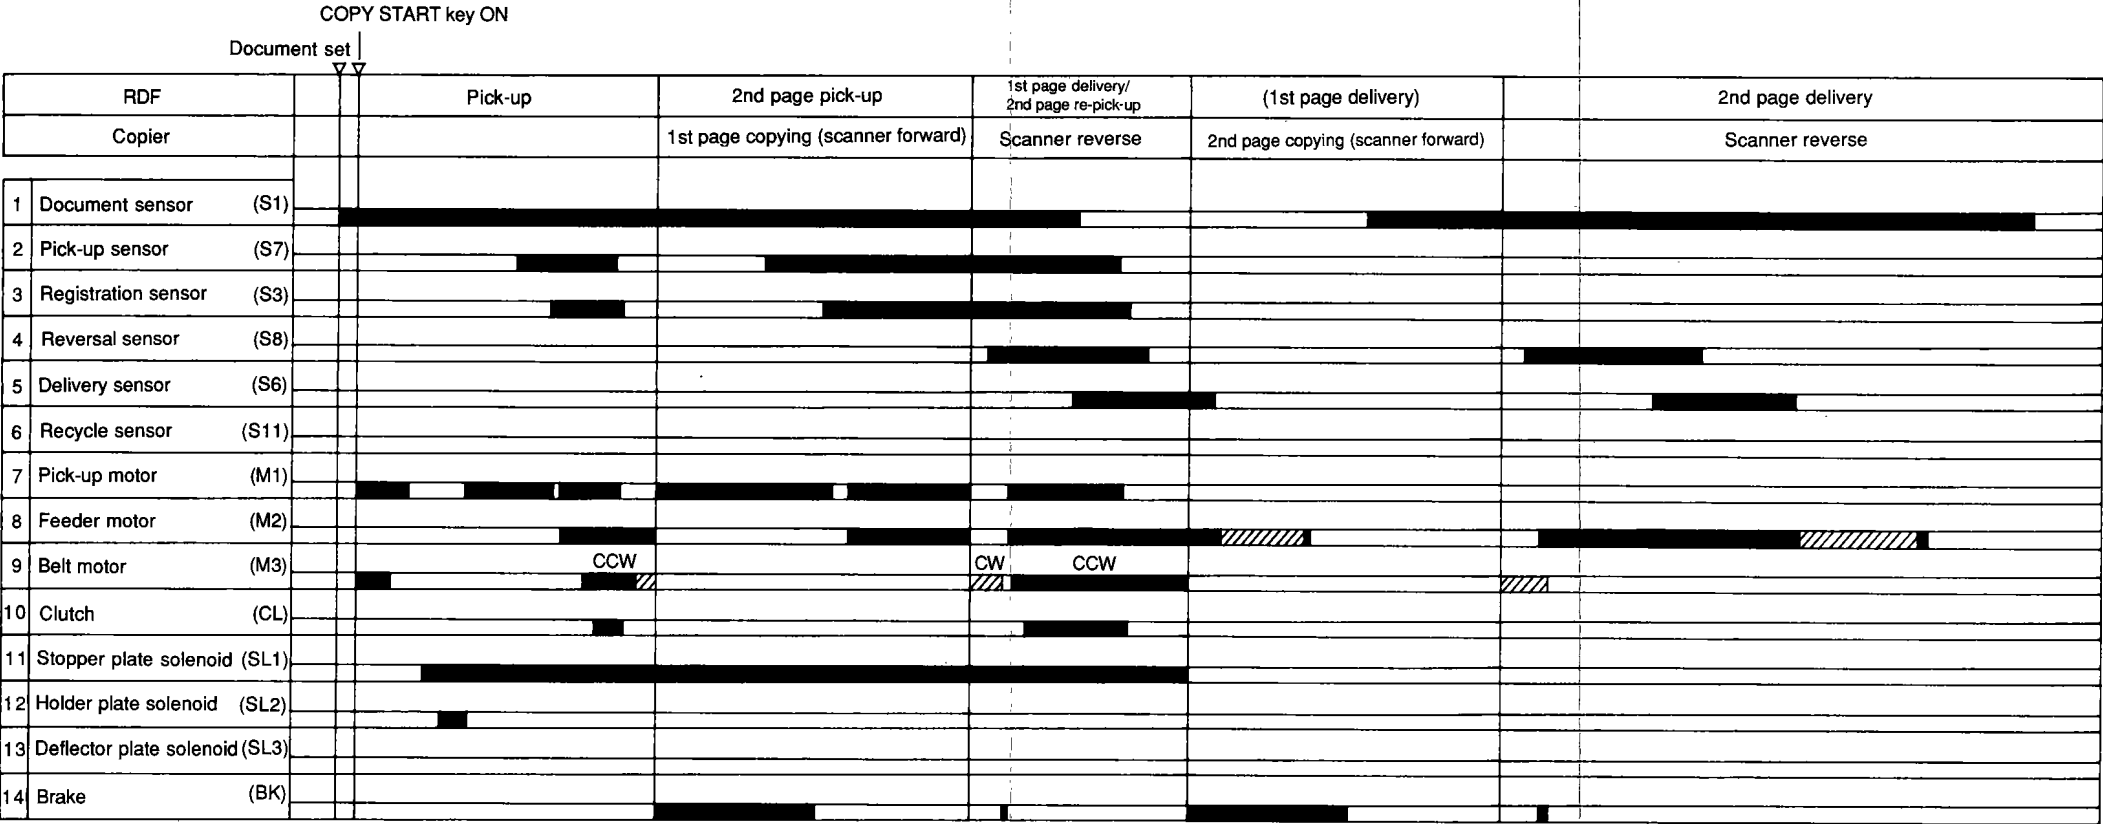 COPY START key ON
Document set
RDF Pick-up 2nd page pick-up 1st page delivery/ 2nd page re-pick-up (1st page delivery) 2nd page delivery
Copier 1st page copying (scanner forward) Scanner reverse 2nd page copying (scanner forward) Scanner reverse
1 Document sensor (S1)
2 Pick-up sensor (S7)
3 Registration sensor (S3)
4 Reversal sensor (S8)
5 Delivery sensor (S6)
6 Recycle sensor (S11)
7 Pick-up motor (M1)
8 Feeder motor (M2)
CCW CW CCW
9 Belt motor (M3)
10 Clutch (CL)
11 Stopper plate solenoid (SL1)
12 Holder plate solenoid (SL2)
13 Deflector plate solenoid (SL3)
14 Brake (BK)